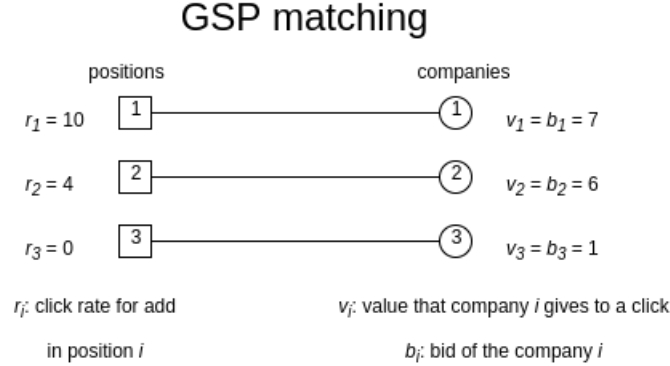 GSP matching
positions companies
r1 = 10 1 1 v1 = b1 = 7
r2 = 4 2 2 v2 = b2 = 6
r3 = 0 3 3 v3 = b3 = 1
ri: click rate for add vi: value that company i gives to a click
in position i bi: bid of the company i